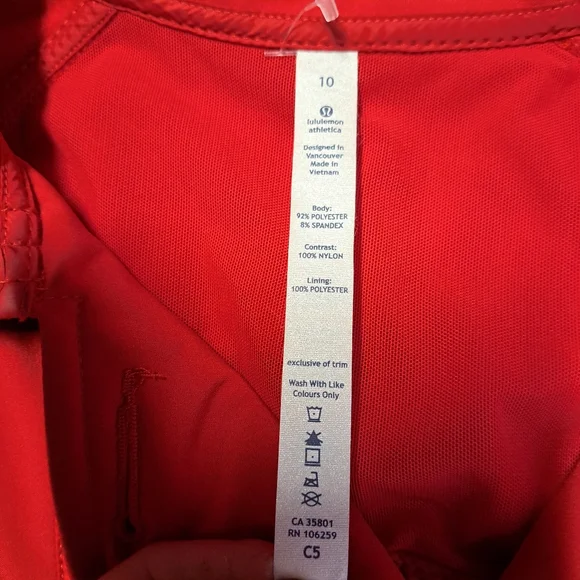 10
lululemon
athletica
Designed in
Vancouver
Made in
Vietnam
Body:
92% POLYESTER
8% SPANDEX
Contrast:
100% NYLON
Lining:
100% POLYESTER
exclusive of trim
Wash With Like
Colours Only
CA 35801
RN 106259
C5